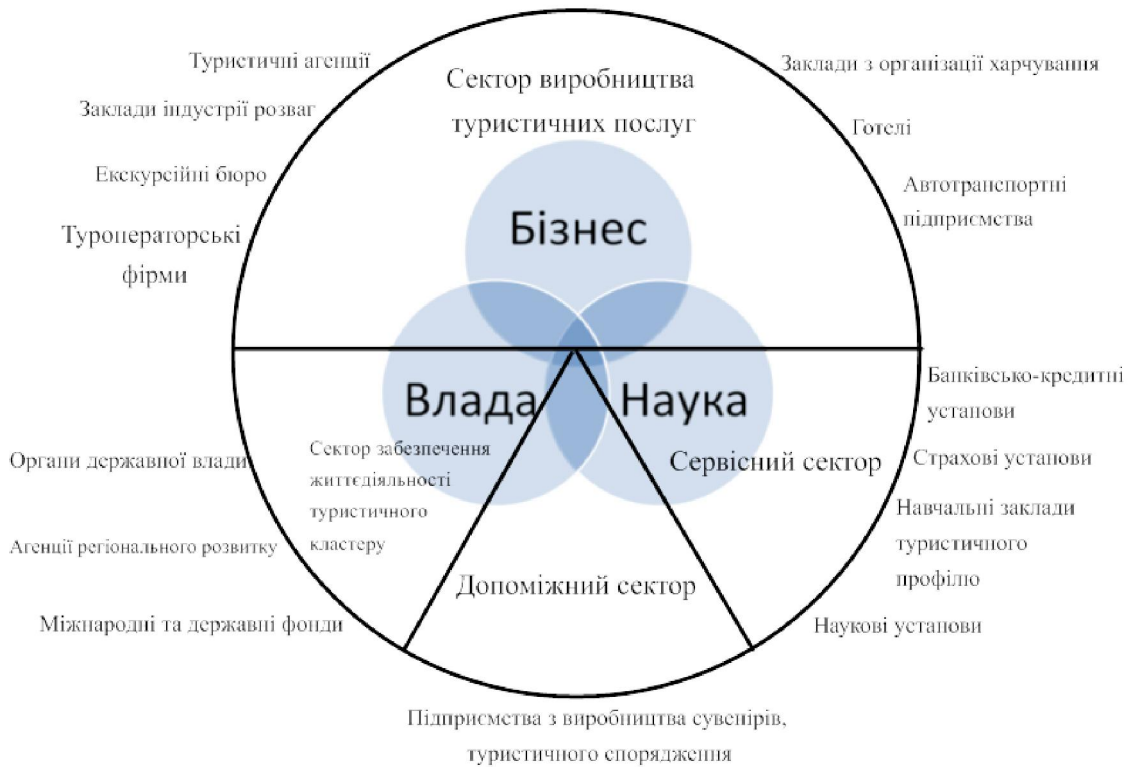 Туристичні агенції
Заклади індустрії розваг
Екскурсійні бюро
Туроператорські
фірми
Сектор виробництва
туристичних послуг
Заклади з організації харчування
Готелі
Автотранспортні
підприємства
Бізнес
Влада
Наука
Органи державної влади
Агенції регіонального розвитку
Міжнародні та державні фонди
Сектор забезпечення
життєдіяльності
туристичного
кластеру
Допоміжний сектор
Сервісний сектор
Банківсько-кредитні
установи
Страхові установи
Навчальні заклади
туристичного
профілю
Наукові установи
Підприємства з виробництва сувенірів,
туристичного спорядження